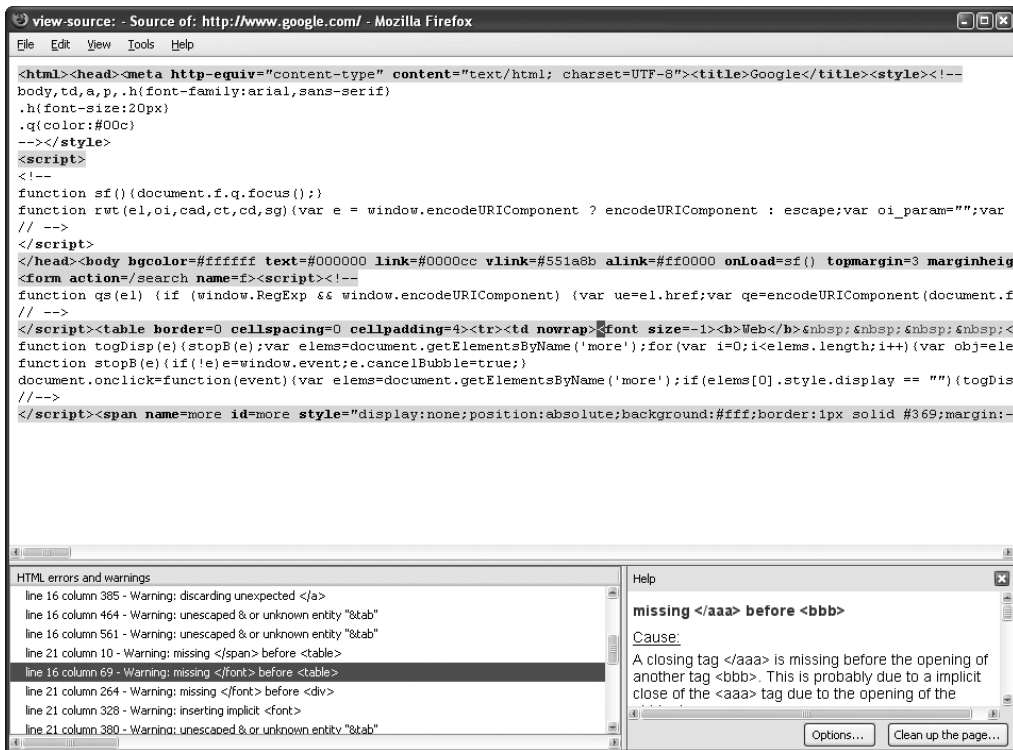 view-source: - Source of: http://www.google.com/ - Mozilla Firefox
File Edit View Tools Help
<html><head><meta http-equiv="content-type" content="text/html; charset=UTF-8"><title>Google</title><style><!--
body,td,a,p,.h{font-family:arial,sans-serif}
.h{font-size:20px}
.q{color:#00c}
--></style>
<script>
<!--
function sf(){document.f.q.focus();}
function rwt(el,oi,cad,ct,cd,sg){var e = window.encodeURIComponent ? encodeURIComponent : escape;var oi_param="";var
// -->
</script>
</head><body bgcolor=#ffffff text=#000000 link=#0000cc vlink=#551a8b alink=#ff0000 onLoad=sf() topmargin=3 marginheig
<form action=/search name=f><script><!--
function qs(el) {if (window.RegExp && window.encodeURIComponent) {var ue=el.href;var qe=encodeURIComponent(document.f
// -->
</script><table border=0 cellspacing=0 cellpadding=4><tr><td nowrap><font size=-1><b>Web</b>&nbsp;&nbsp;&nbsp;&nbsp;<
function togDisp(e){stopB(e);var elems=document.getElementsByName('more');for(var i=0;i<elems.length;i++){var obj=ele
function stopB(e){if(!e)e=window.event;e.cancelBubble=true;}
document.onclick=function(event){var elems=document.getElementsByName('more');if(elems[0].style.display == ""){togDis
//-->
</script><span name=more id=more style="display:none;position:absolute;background:#fff;border:1px solid #369;margin:-
HTML errors and warnings
line 16 column 385 - Warning: discarding unexpected </a>
line 16 column 464 - Warning: unescaped & or unknown entity "&tab"
line 16 column 561 - Warning: unescaped & or unknown entity "&tab"
line 21 column 10 - Warning: missing </span> before <table>
line 16 column 69 - Warning: missing </font> before <table>
line 21 column 264 - Warning: missing </font> before <div>
line 21 column 328 - Warning: inserting implicit <font>
line 21 column 380 - Warning: unescaped & or unknown entity "&tab"
Help
missing </aaa> before <bbb>
Cause:
A closing tag </aaa> is missing before the opening of
another tag <bbb>. This is probably due to a implicit
close of the <aaa> tag due to the opening of the
Options...
Clean up the page...